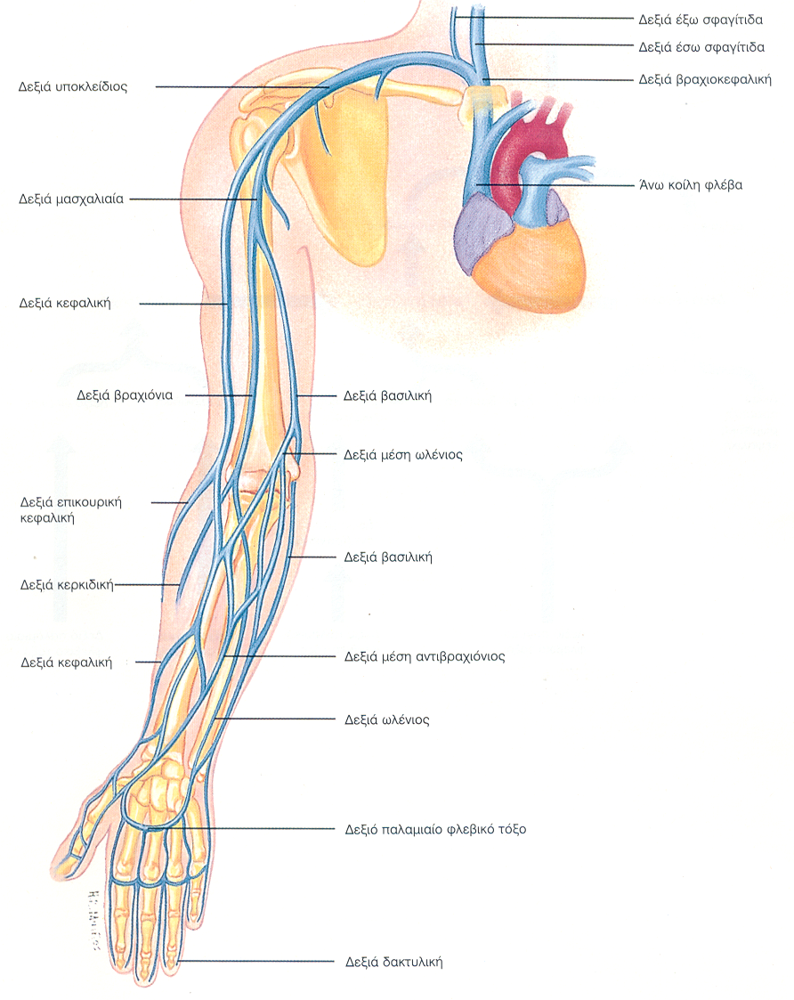 Δεξιά έξω σφαγίτιδα
Δεξιά έσω σφαγίτιδα
Δεξιά βραχιοκεφαλική
Δεξιά υποκλείδιος
Άνω κοίλη φλέβα
Δεξιά μασχαλιαία
Δεξιά κεφαλική
Δεξιά βραχιόνια
Δεξιά βασιλική
Δεξιά μέση ωλένιος
Δεξιά επικουρική
κεφαλική
Δεξιά βασιλική
Δεξιά κερκιδική
Δεξιά μέση αντιβραχιόνιος
Δεξιά κεφαλική
Δεξιά ωλένιος
Δεξιό παλαμιαίο φλεβικό τόξο
Δεξιά δακτυλική